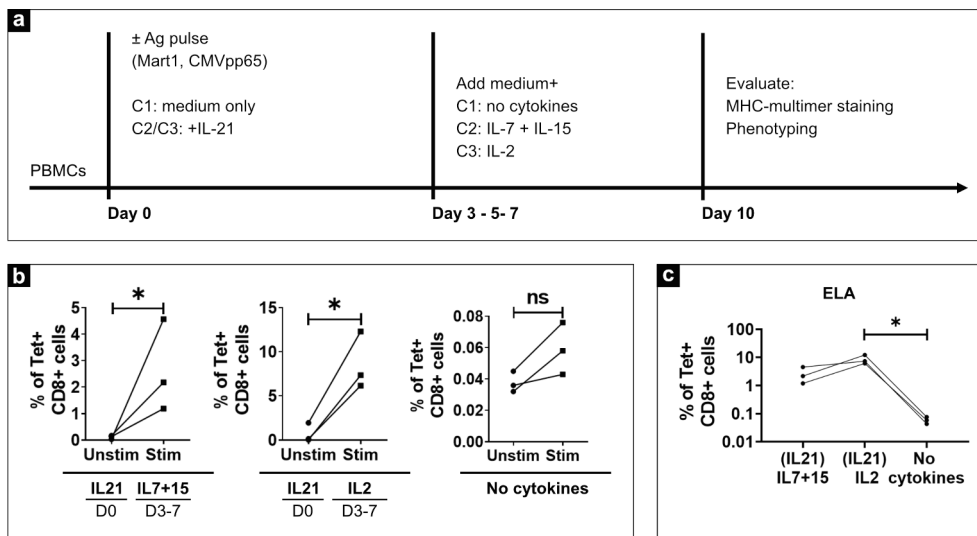 a
± Ag pulse
(Mart1, CMVpp65)
C1: medium only
C2/C3: +IL-21
Add medium+
C1: no cytokines
C2: IL-7 + IL-15
C3: IL-2
Evaluate:
MHC-multimer staining
Phenotyping
PBMCs
Day 0
Day 3 - 5- 7
Day 10
b
% of Tet+
CD8+ cells
5
4
3
2
1
0
*
Unstim Stim
IL21 IL7+15
D0 D3-7
% of Tet+
CD8+ cells
15
10
5
0
*
Unstim Stim
IL21 IL2
D0 D3-7
% of Tet+
CD8+ cells
0.08
0.06
0.04
0.02
0.00
ns
Unstim Stim
No cytokines
c
ELA
% of Tet+
CD8+ cells
100
10
1
0.1
0.01
*
(IL21) (IL21) No
IL7+15 IL2 cytokines